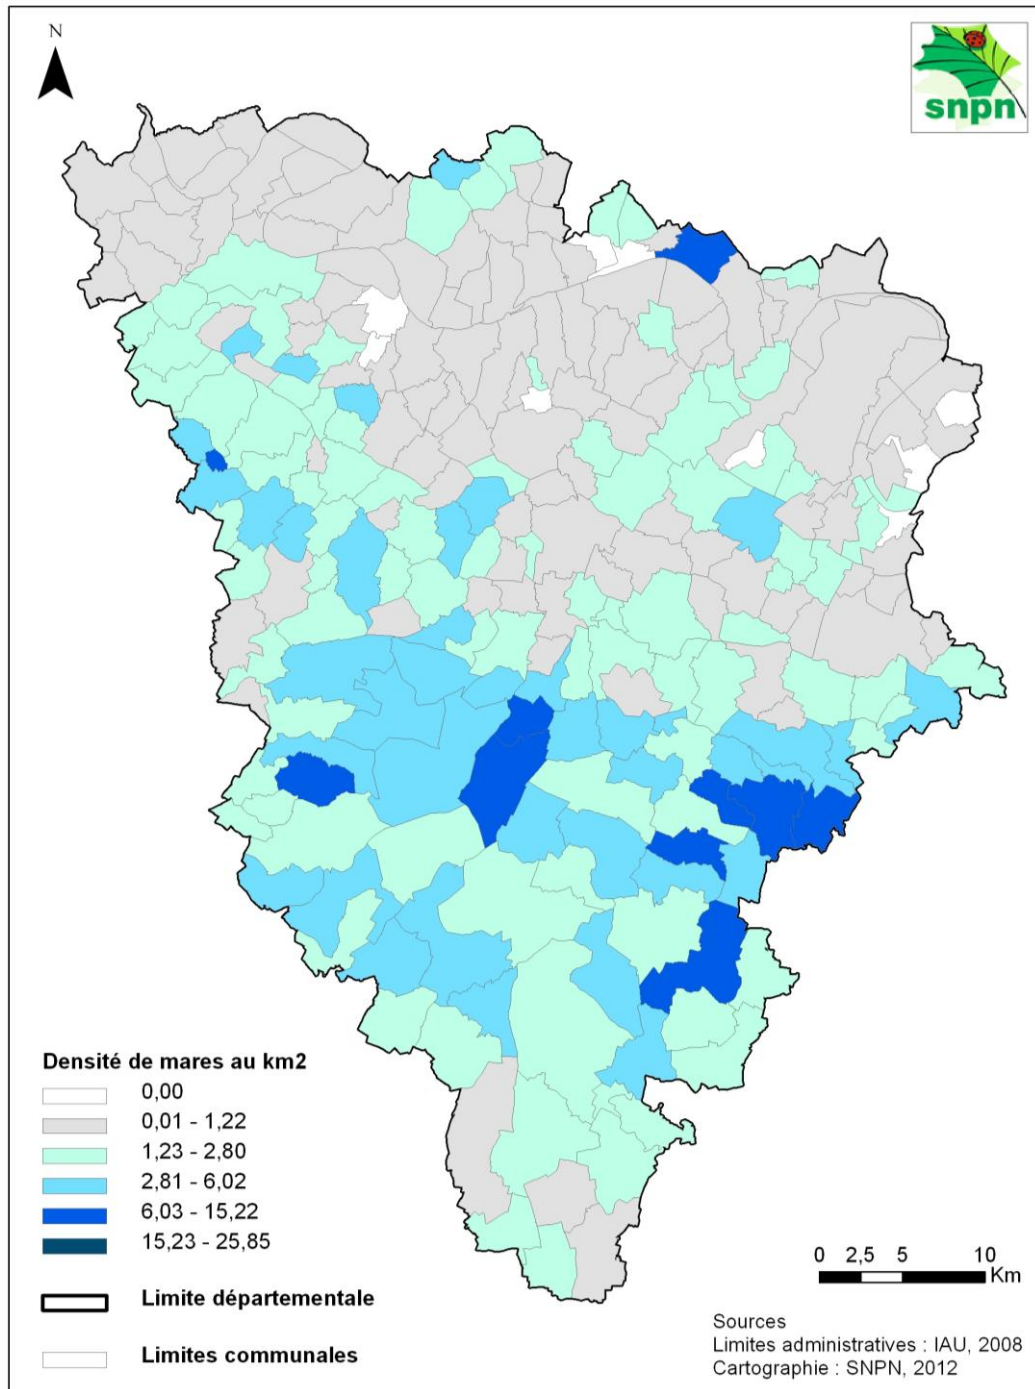 N
snpn
Densité de mares au km2
0,00
0,01 - 1,22
1,23 - 2,80
2,81 - 6,02
6,03 - 15,22
15,23 - 25,85
Limite départementale
Limites communales
0 2,5 5 10
Km
Sources
Limites administratives : IAU, 2008
Cartographie : SNPN, 2012